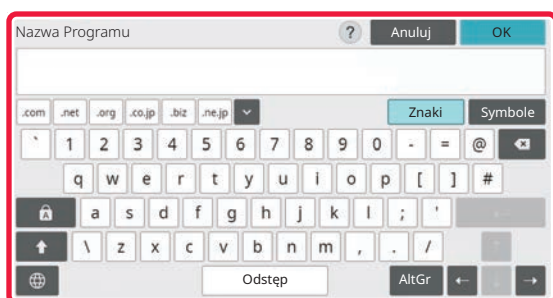 Nazwa Programu ? Anuluj OK
.com .net .org .co.jp .biz .ne.jp Znaki Symbole
` 1 2 3 4 5 6 7 8 9 0 - = @
q w e r t y u i o p [ ] #
A a s d f g h j k l ; '
\ z x c v b n m , . /
Odstęp AltGr ← ↓ →